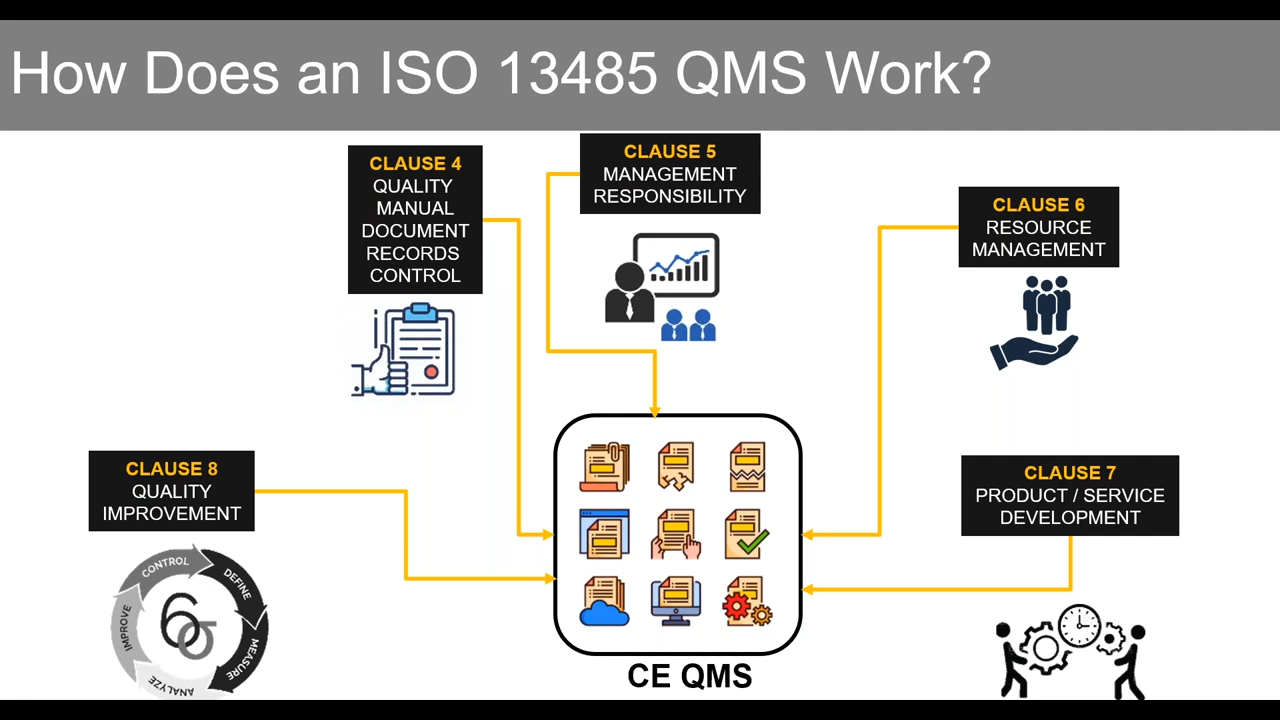 How Does an ISO 13485 QMS Work?
CLAUSE 4
QUALITY
MANUAL
DOCUMENT
RECORDS
CONTROL
CLAUSE 5
MANAGEMENT
RESPONSIBILITY
CLAUSE 6
RESOURCE
MANAGEMENT
CLAUSE 8
QUALITY
IMPROVEMENT
CLAUSE 7
PRODUCT / SERVICE
DEVELOPMENT
CONTROL
DEFINE
MEASURE
ANALYZE
IMPROVE
6σ
CE QMS